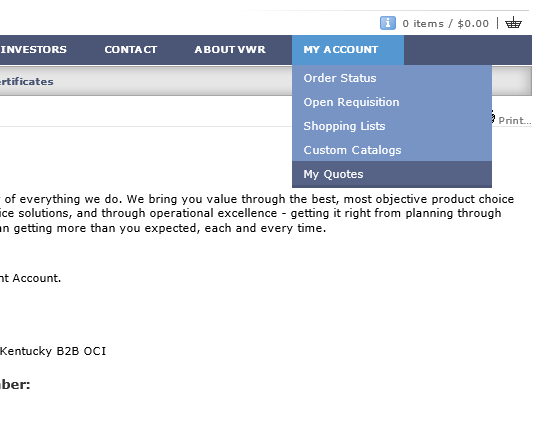 0 items / $0.00 |
INVESTORS CONTACT ABOUT VWR MY ACCOUNT
Order Status
Open Requisition
Shopping Lists
Custom Catalogs
My Quotes
rtificates
Print...
of everything we do. We bring you value through the best, most objective product choice
ice solutions, and through operational excellence - getting it right from planning through
an getting more than you expected, each and every time.
nt Account.
Kentucky B2B OCI
ber: